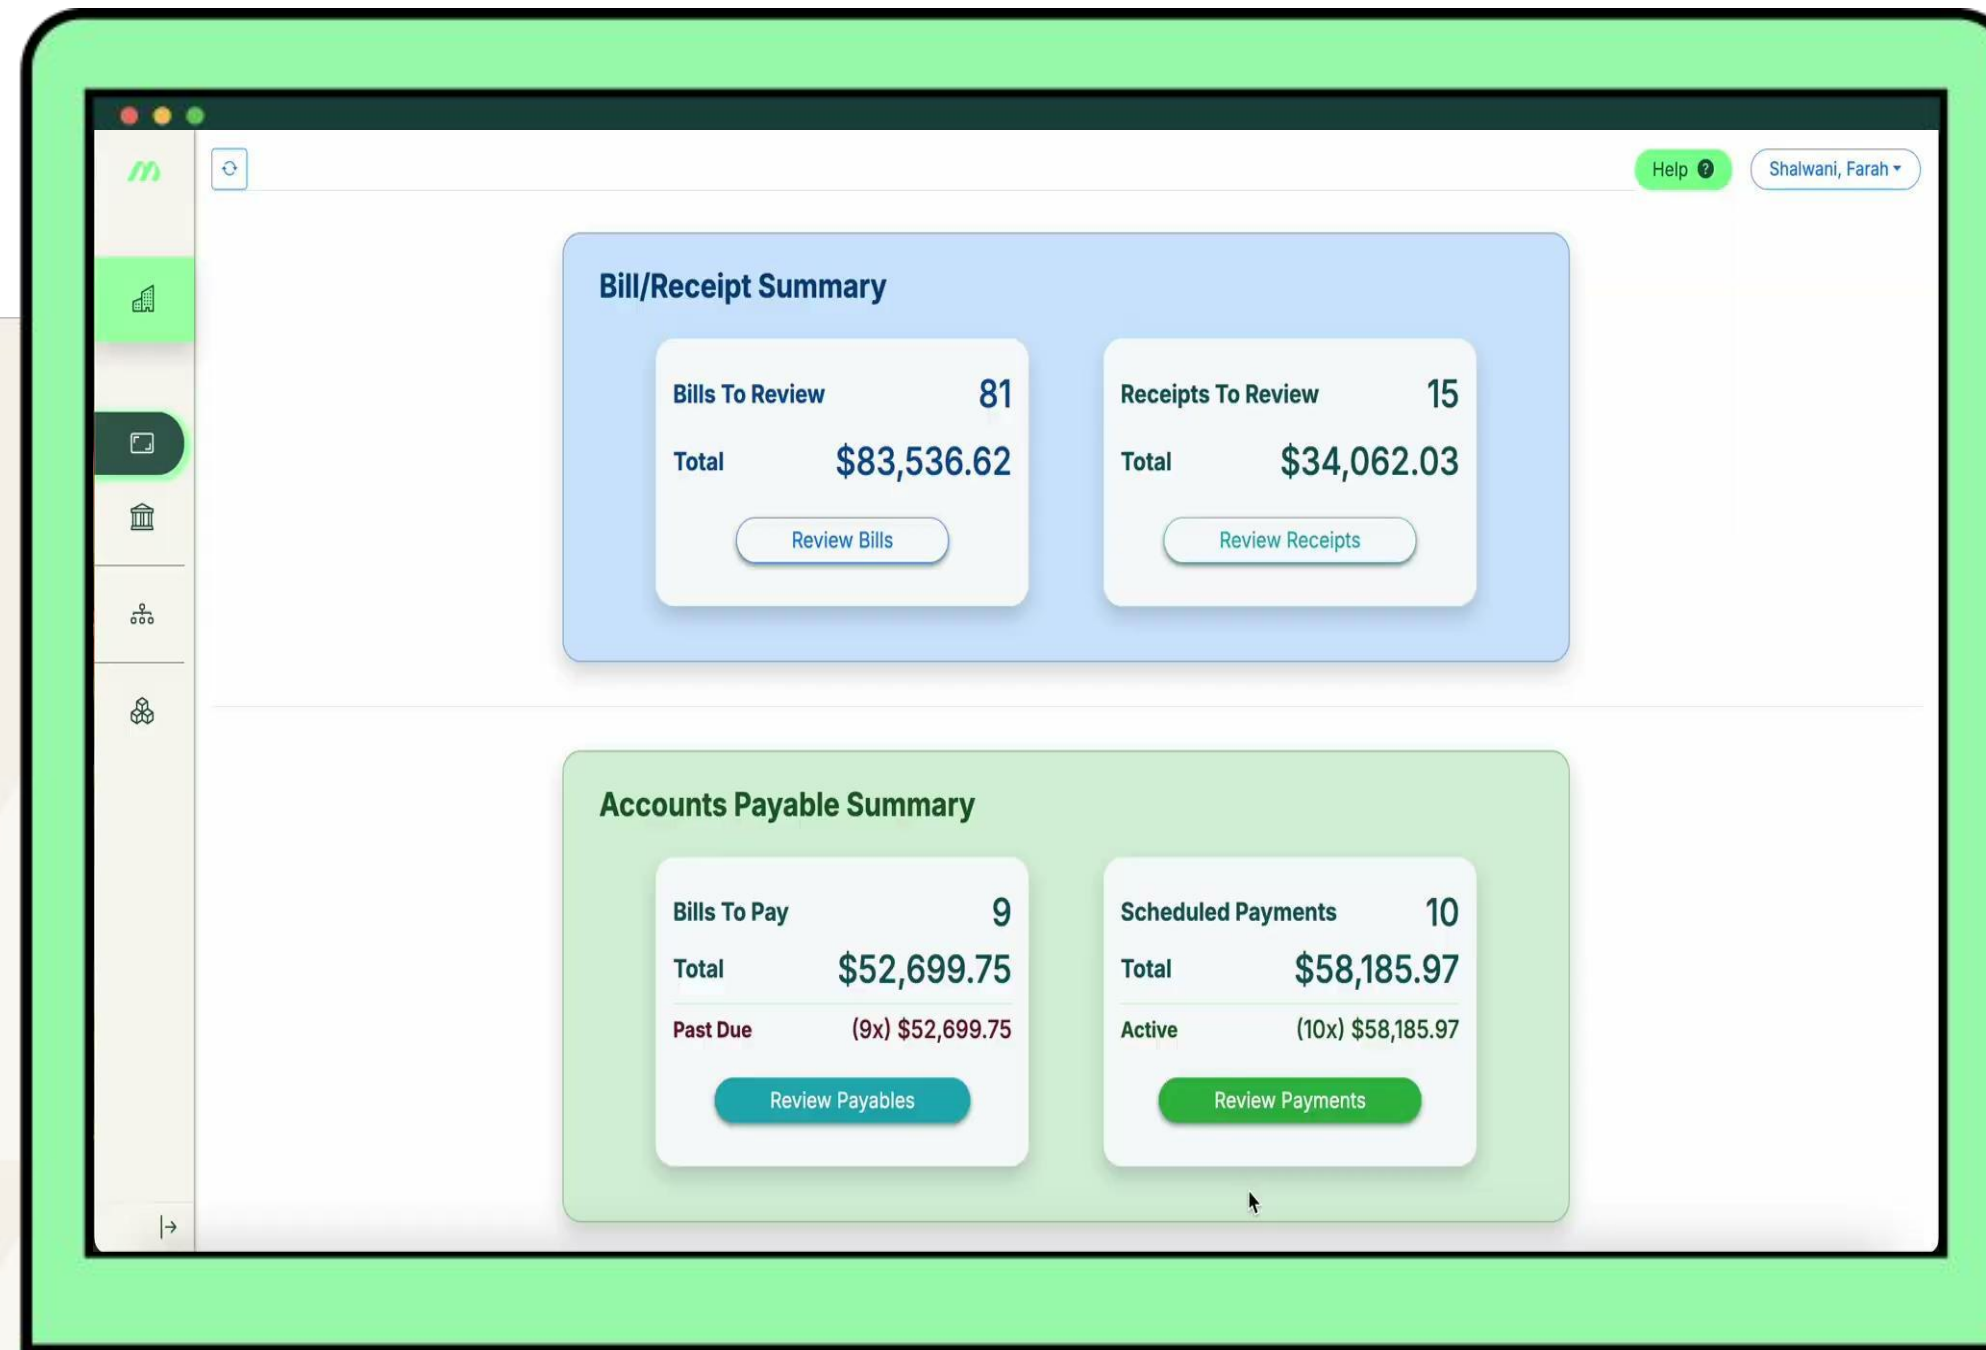 Help ?
Shalwani, Farah
Bill/Receipt Summary
Bills To Review 81
Total $83,536.62
Review Bills
Receipts To Review 15
Total $34,062.03
Review Receipts
Accounts Payable Summary
Bills To Pay 9
Total $52,699.75
Past Due (9x) $52,699.75
Review Payables
Scheduled Payments 10
Total $58,185.97
Active (10x) $58,185.97
Review Payments